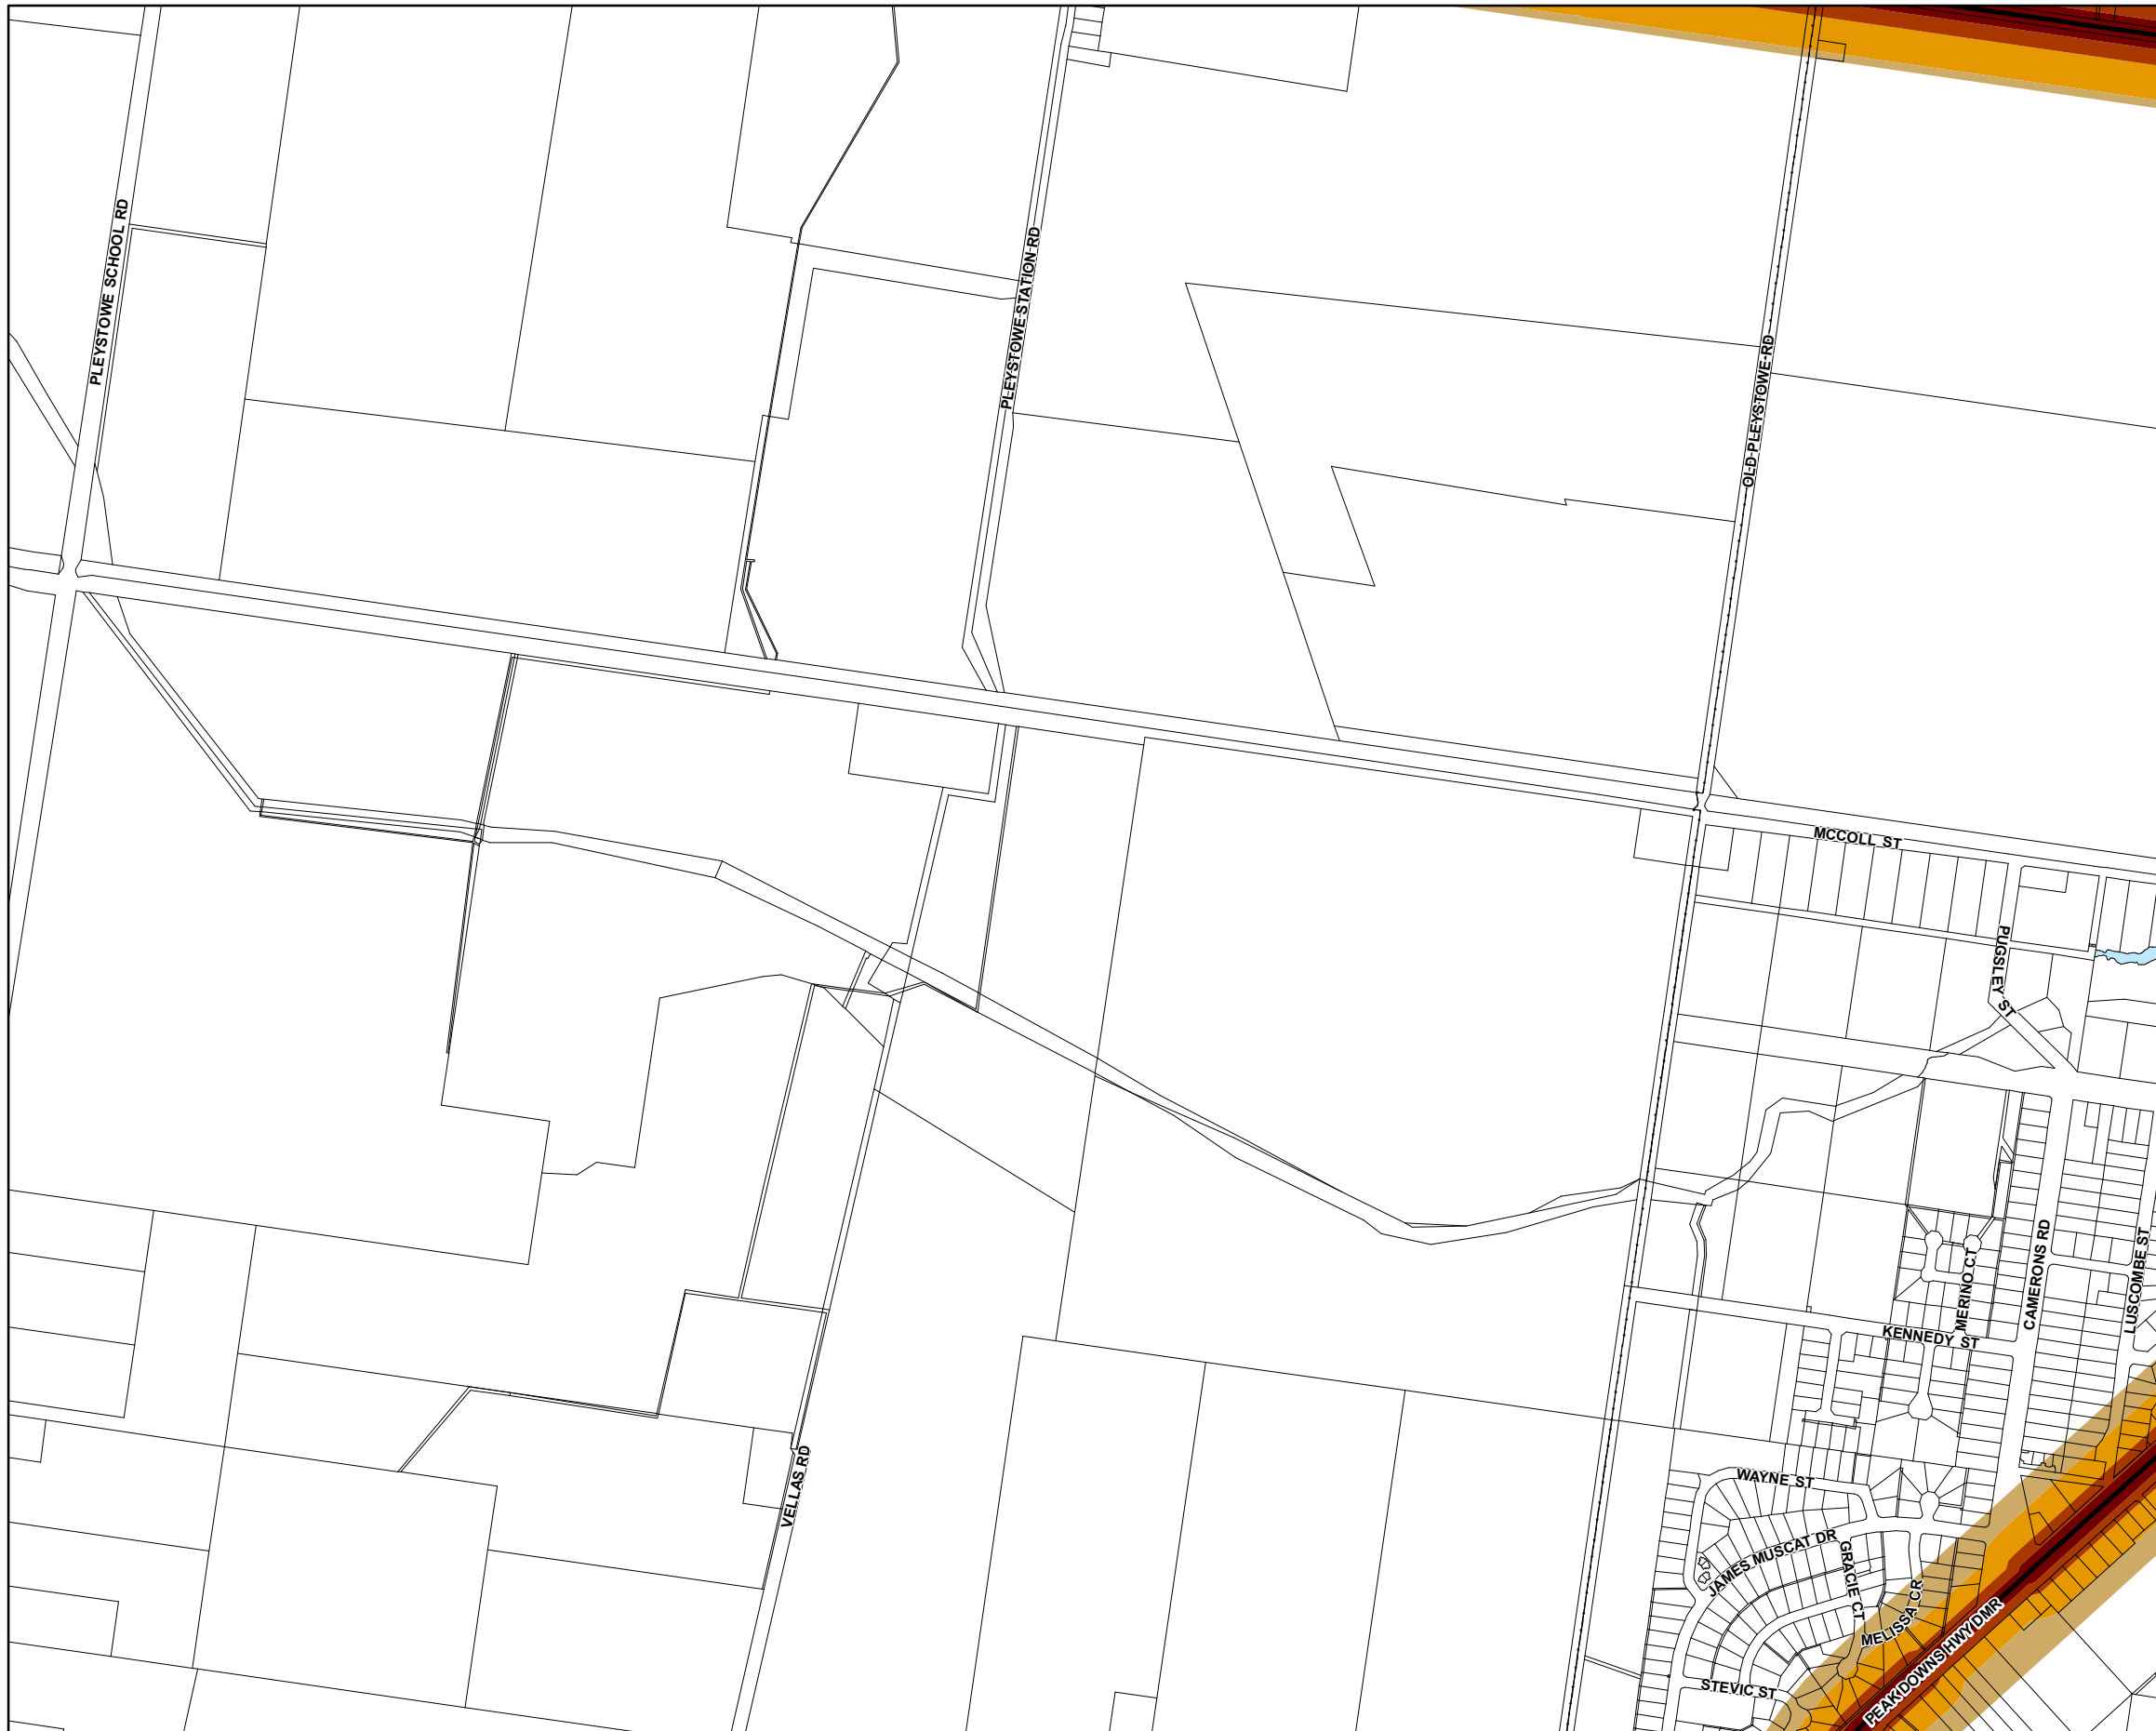 PLEYSTOWE SCHOOL RD
PLEYSTOWE STATION RD
OLD PLEYSTOWE RD
MCCOLL ST
PUGSLEY ST
MERINO CT
CAMERONS RD
LUSCOMBE ST
KENNEDY ST
VELLAS RD
WAYNE ST
JAMES MUSCAT DR
GRACIE CT
MELISSA CR
PEAK DOWNS HWY DMR
STEVIC ST